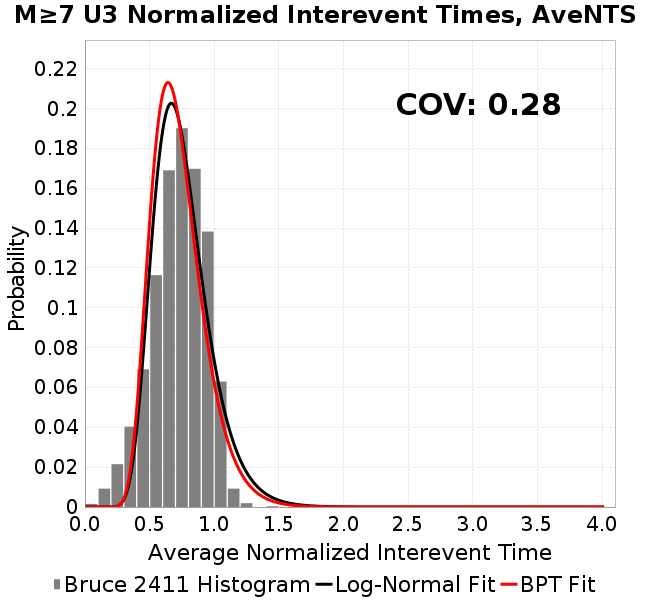 M≥7 U3 Normalized Interevent Times, AveNTS
COV: 0.28
Probability
0.22
0.2
0.18
0.16
0.14
0.12
0.1
0.08
0.06
0.04
0.02
0
0.0 0.5 1.0 1.5 2.0 2.5 3.0 3.5 4.0
Average Normalized Interevent Time
Bruce 2411 Histogram Log-Normal Fit BPT Fit